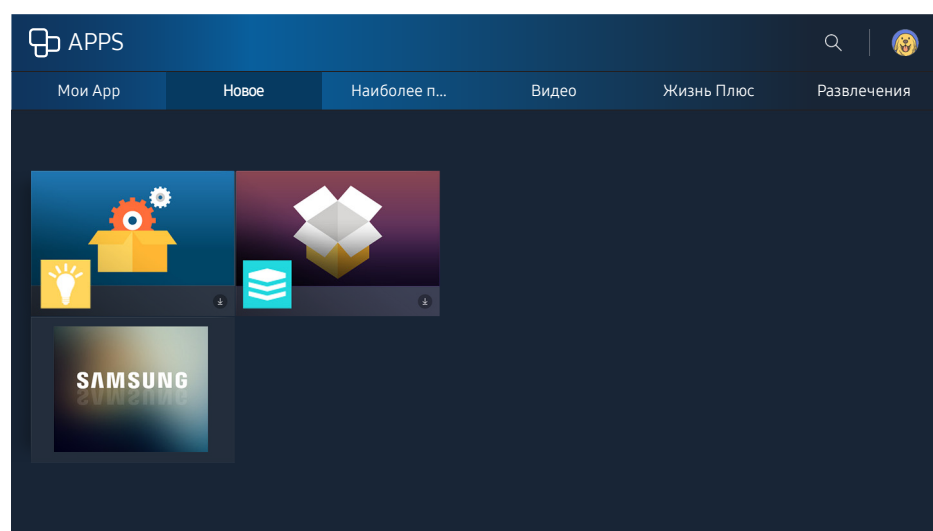 APPS
Мои App Новое Наиболее п... Видео Жизнь Плюс Развлечения
SAMSUNG